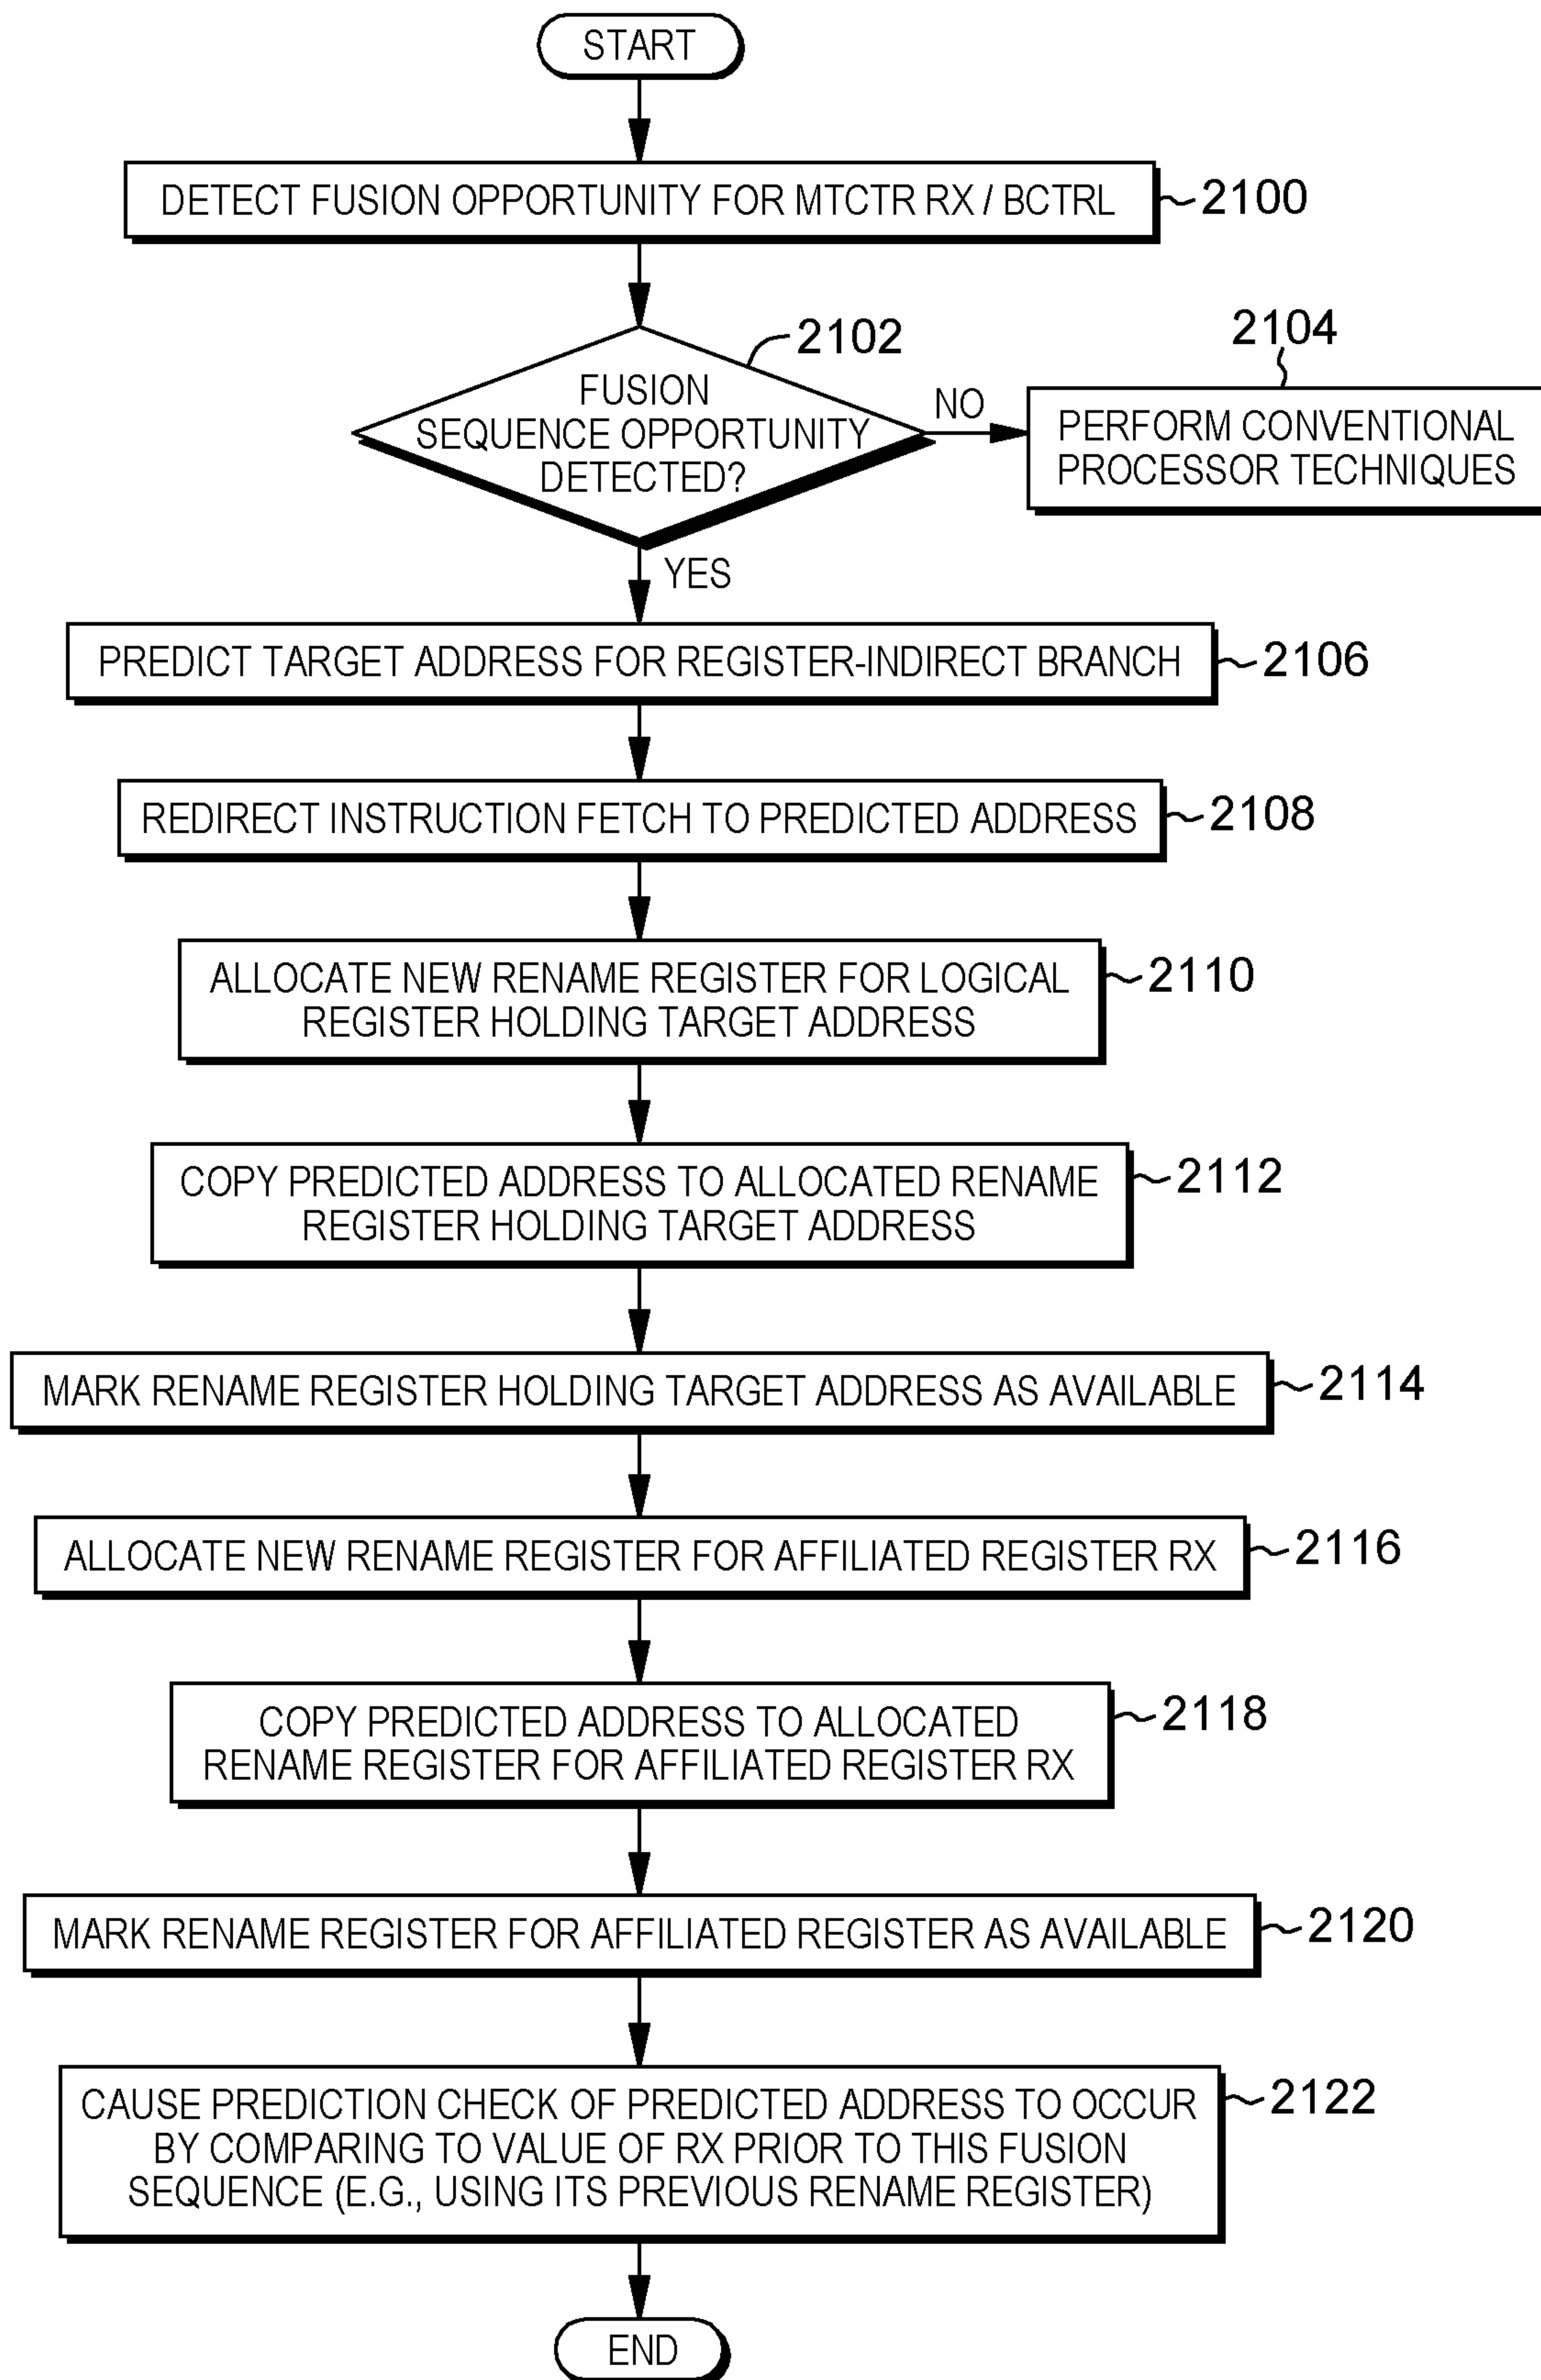 START
DETECT FUSION OPPORTUNITY FOR MTCTR RX / BCTRL
2100
2102
FUSION
SEQUENCE OPPORTUNITY
DETECTED?
NO
2104
PERFORM CONVENTIONAL
PROCESSOR TECHNIQUES
YES
PREDICT TARGET ADDRESS FOR REGISTER-INDIRECT BRANCH
2106
REDIRECT INSTRUCTION FETCH TO PREDICTED ADDRESS
2108
ALLOCATE NEW RENAME REGISTER FOR LOGICAL
REGISTER HOLDING TARGET ADDRESS
2110
COPY PREDICTED ADDRESS TO ALLOCATED RENAME
REGISTER HOLDING TARGET ADDRESS
2112
MARK RENAME REGISTER HOLDING TARGET ADDRESS AS AVAILABLE
2114
ALLOCATE NEW RENAME REGISTER FOR AFFILIATED REGISTER RX
2116
COPY PREDICTED ADDRESS TO ALLOCATED
RENAME REGISTER FOR AFFILIATED REGISTER RX
2118
MARK RENAME REGISTER FOR AFFILIATED REGISTER AS AVAILABLE
2120
CAUSE PREDICTION CHECK OF PREDICTED ADDRESS TO OCCUR
BY COMPARING TO VALUE OF RX PRIOR TO THIS FUSION
SEQUENCE (E.G., USING ITS PREVIOUS RENAME REGISTER)
2122
END